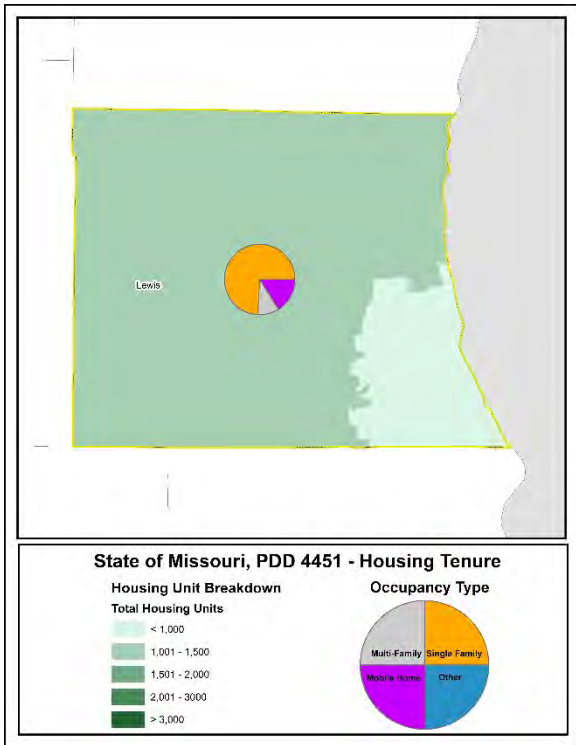 Lewis
State of Missouri, PDD 4451 - Housing Tenure
Housing Unit Breakdown
Total Housing Units
< 1,000
1,001 - 1,500
1,501 - 2,000
2,001 - 3000
> 3,000
Occupancy Type
Multi-Family Single Family
Mobile Home Other